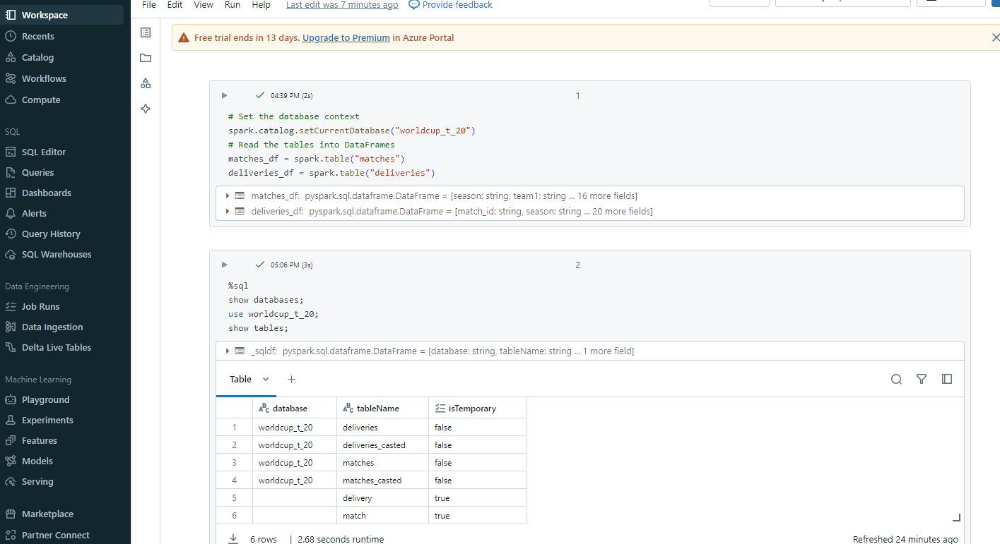 File Edit View Run Help Last edit was 7 minutes ago Provide feedback
Workspace
Recents
Catalog
Workflows
Compute
SQL
SQL Editor
Queries
Dashboards
Alerts
Query History
SQL Warehouses
Data Engineering
Job Runs
Data Ingestion
Delta Live Tables
Machine Learning
Playground
Experiments
Features
Models
Serving
Marketplace
Partner Connect
Free trial ends in 13 days. Upgrade to Premium in Azure Portal
04:39 PM (2s) 1
# Set the database context
spark.catalog.setCurrentDatabase("worldcup_t_20")
# Read the tables into DataFrames
matches_df = spark.table("matches")
deliveries_df = spark.table("deliveries")
matches_df: pyspark.sql.dataframe.DataFrame = [season: string, team1: string ... 16 more fields]
deliveries_df: pyspark.sql.dataframe.DataFrame = [match_id: string, season: string ... 20 more fields]
05:06 PM (3s) 2
%sql
show databases;
use worldcup_t_20;
show tables;
_sqldf: pyspark.sql.dataframe.DataFrame = [database: string, tableName: string ... 1 more field]
Table
database tableName isTemporary
1 worldcup_t_20 deliveries false
2 worldcup_t_20 deliveries_casted false
3 worldcup_t_20 matches false
4 worldcup_t_20 matches_casted false
5 delivery true
6 match true
6 rows | 2.68 seconds runtime Refreshed 24 minutes ago